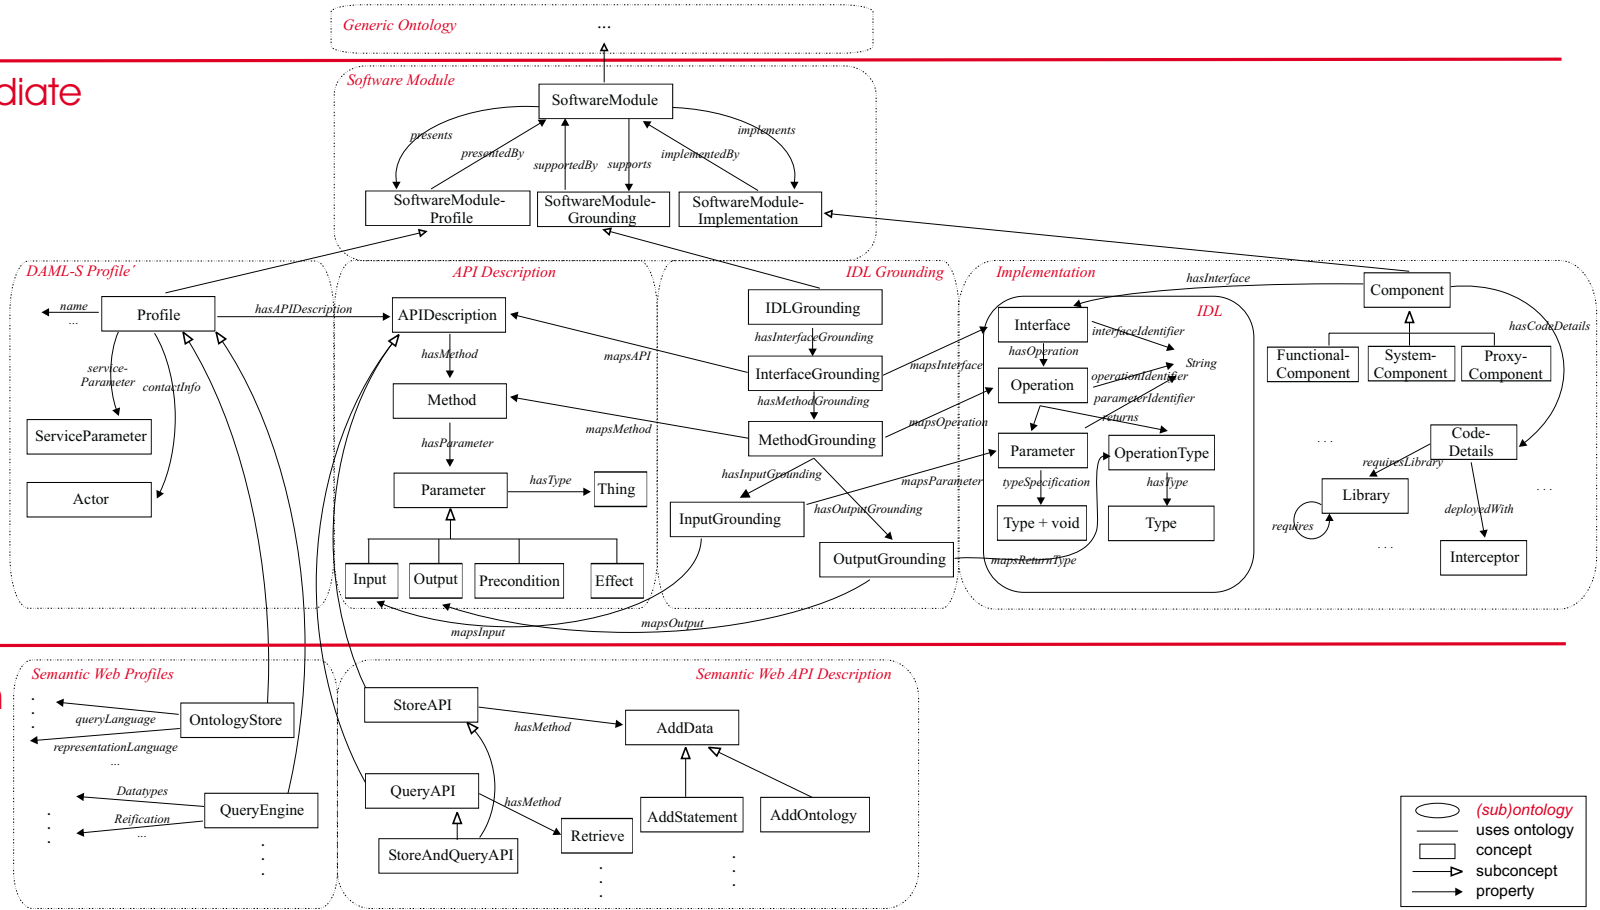 Generic Ontology
...
diate
Software Module
SoftwareModule
presents
implements
presentedBy
supportedBy
supports
implementedBy
SoftwareModule-
Profile
SoftwareModule-
Grounding
SoftwareModule-
Implementation
DAML-S Profile´
API Description
IDL Grounding
Implementation
name
...
Profile
hasAPIDescription
APIDescription
IDLGrounding
hasInterface
Component
Interface
IDL
interfaceIdentifier
hasCodeDetails
hasInterfaceGrounding
hasMethod
mapsAPI
hasOperation
service-
Parameter
contactInfo
InterfaceGrounding
mapsInterface
String
Functional-
Component
System-
Component
Proxy-
Component
Operation
operationIdentifier
parameterIdentifier
Method
hasMethodGrounding
returns
mapsMethod
mapsOperation
ServiceParameter
hasParameter
MethodGrounding
Parameter
OperationType
...
Code-
Details
requiresLibrary
hasInputGrounding
mapsParameter
typeSpecification
hasType
Actor
Parameter
hasType
Thing
Library
...
hasOutputGrounding
deployedWith
InputGrounding
Type + void
Type
requires
...
OutputGrounding
mapsReturnType
Interceptor
Input
Output
Precondition
Effect
mapsInput
mapsOutput
n
Semantic Web Profiles
Semantic Web API Description
OntologyStore
queryLanguage
representationLanguage
...
StoreAPI
hasMethod
AddData
Datatypes
QueryEngine
Reification
...
QueryAPI
hasMethod
AddStatement
AddOntology
Retrieve
StoreAndQueryAPI
(sub)ontology
uses ontology
concept
subconcept
property